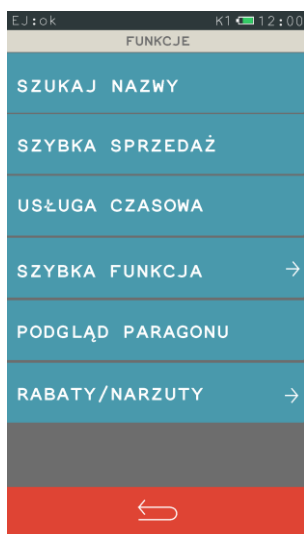 EJ:ok K1 12:00
FUNKCJE
SZUKAJ NAZWY
SZYBKA SPRZEDAŻ
USŁUGA CZASOWA
SZYBKA FUNKCJA
PODGLĄD PARAGONU
RABATY/NARZUTY